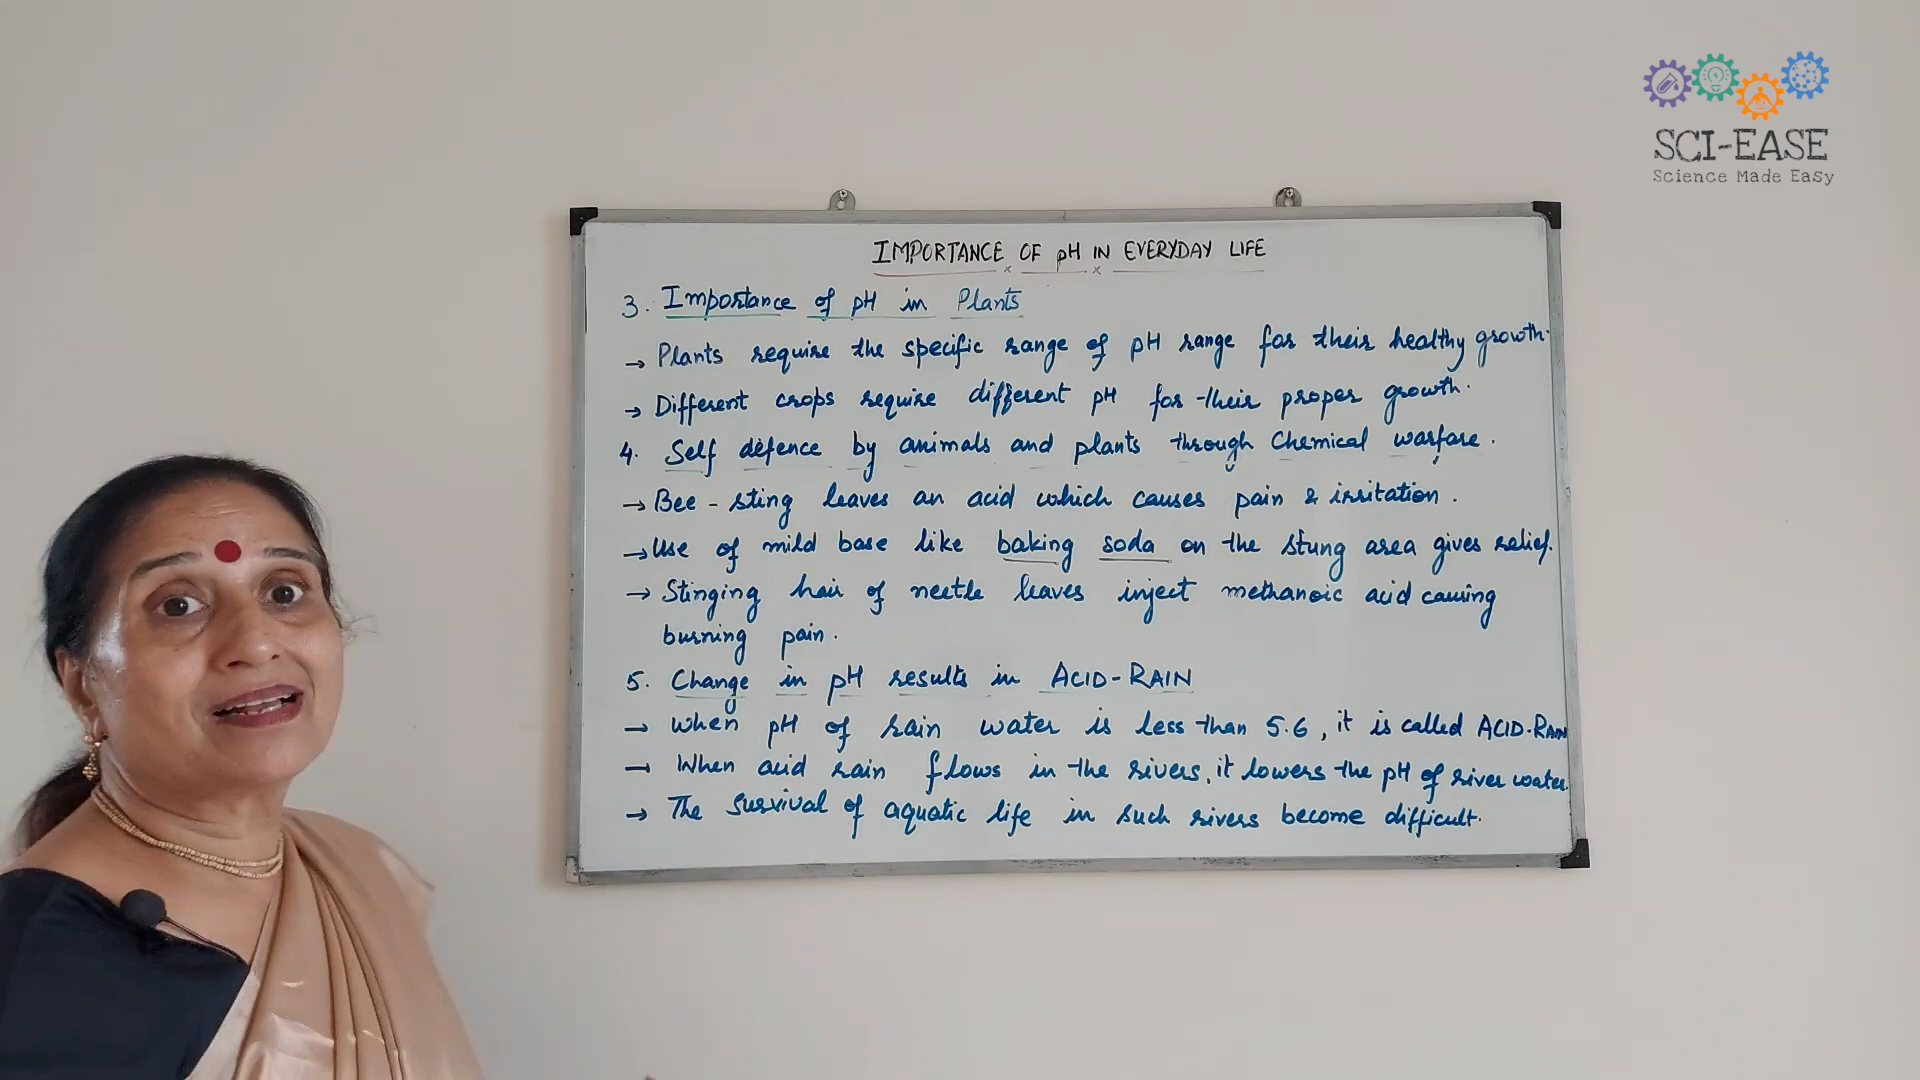 SCI-EASE
Science Made Easy
IMPORTANCE OF pH IN EVERYDAY LIFE
3. Importance of pH in Plants
→ Plants require the specific range of pH range for their healthy growth.
→ Different crops require different pH for their proper growth.
4. Self defence by animals and plants through Chemical warfare.
→ Bee-sting leaves an acid which causes pain & irritation.
→ Use of mild base like baking soda on the stung area gives relief.
→ Stinging hair of neetle leaves inject methanoic acid causing
burning pain.
5. Change in pH results in ACID-RAIN
→ When pH of rain water is less than 5.6, it is called ACID-RAIN
→ When acid rain flows in the rivers, it lowers the pH of river water.
→ The survival of aquatic life in such rivers become difficult.